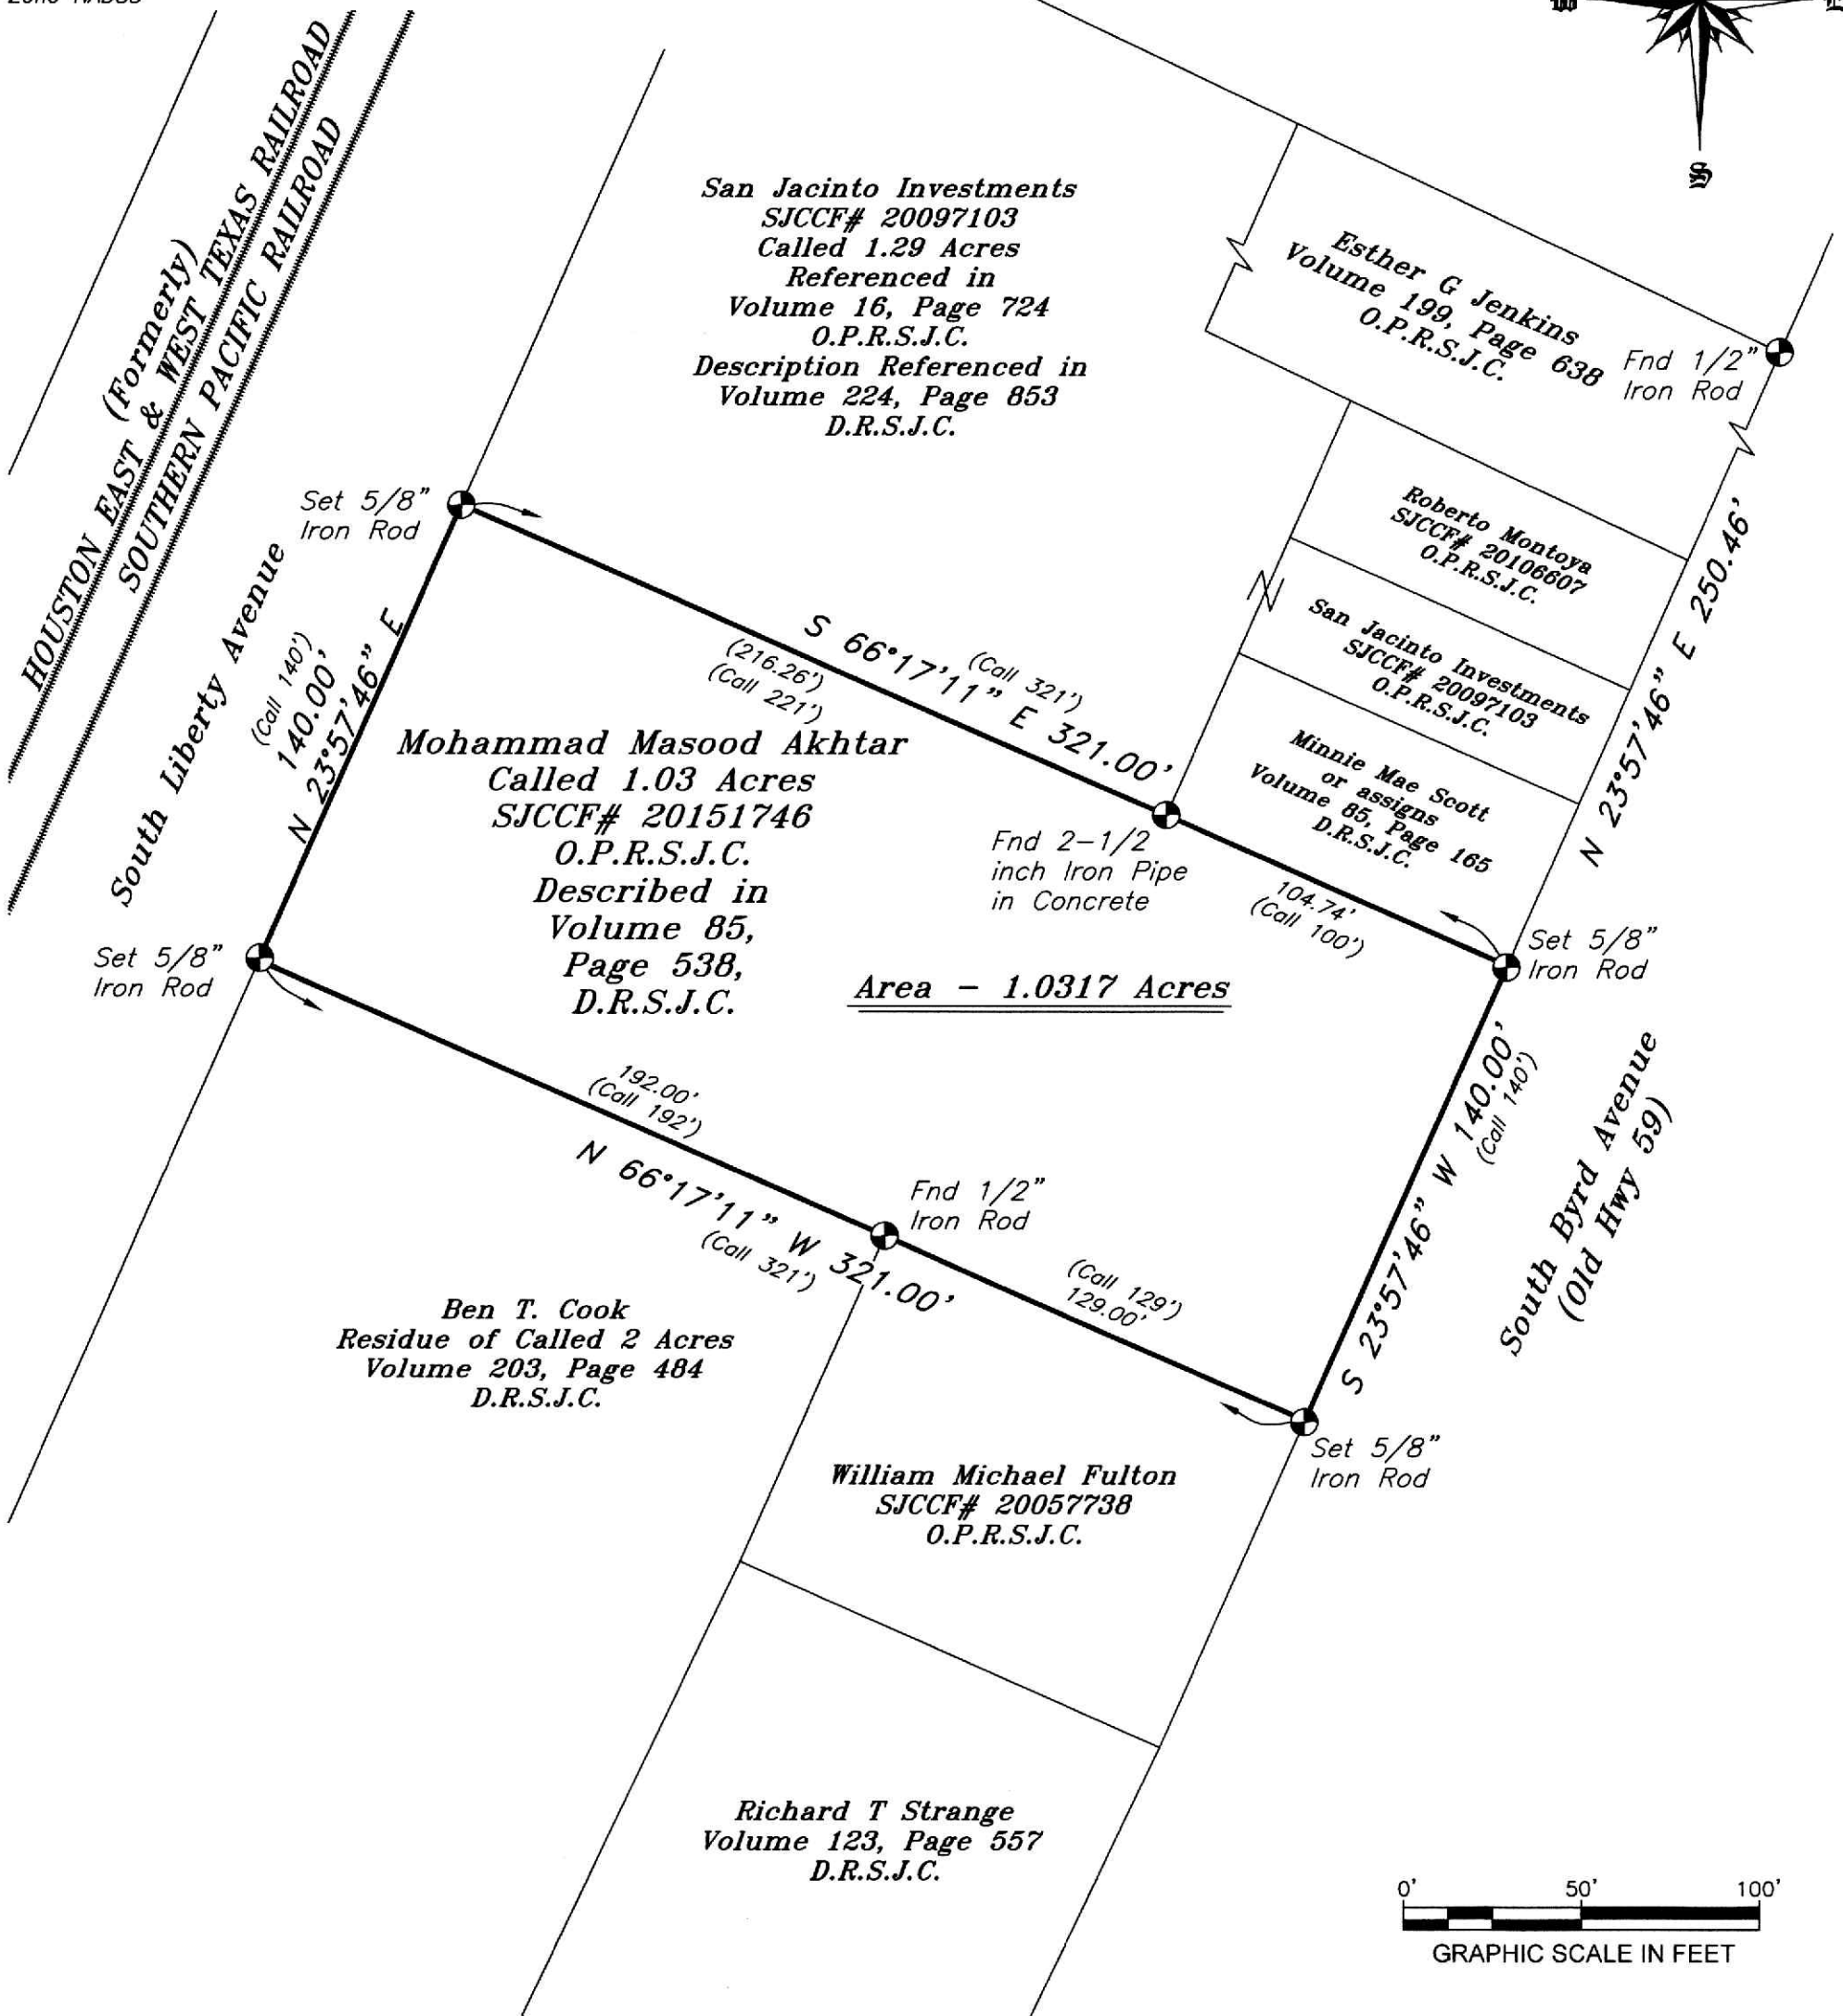 S
(Formerly)
HOUSTON EAST & WEST TEXAS RAILROAD
SOUTHERN PACIFIC RAILROAD
San Jacinto Investments
SJCCF# 20097103
Called 1.29 Acres
Referenced in
Volume 16, Page 724
O.P.R.S.J.C.
Description Referenced in
Volume 224, Page 853
D.R.S.J.C.
Esther G Jenkins
Volume 199, Page 638
O.P.R.S.J.C.
Fnd 1/2"
Iron Rod
Roberto Montoya
SJCCF# 20106607
O.P.R.S.J.C.
San Jacinto Investments
SJCCF# 20097103
O.P.R.S.J.C.
Minnie Mae Scott
or assigns
Volume 85, Page 165
D.R.S.J.C.
N 23°57'46" E 250.46'
Set 5/8"
Iron Rod
South Liberty Avenue
(Call 140')
140.00'
N 23°57'46" E
(Call 321')
S 66°17'11" E 321.00'
(216.26')
(Call 221')
Mohammad Masood Akhtar
Called 1.03 Acres
SJCCF# 20151746
O.P.R.S.J.C.
Described in
Volume 85,
Page 538,
D.R.S.J.C.
Fnd 2-1/2
inch Iron Pipe
in Concrete
104.74'
(Call 100')
Set 5/8"
Iron Rod
Set 5/8"
Iron Rod
Area - 1.0317 Acres
S 23°57'46" W 140.00'
(Call 140')
South Byrd Avenue
(Old Hwy 59)
192.00'
(Call 192')
N 66°17'11" W 321.00'
(Call 321')
Fnd 1/2"
Iron Rod
(Call 129')
129.00'
Ben T. Cook
Residue of Called 2 Acres
Volume 203, Page 484
D.R.S.J.C.
Set 5/8"
Iron Rod
William Michael Fulton
SJCCF# 20057738
O.P.R.S.J.C.
Richard T Strange
Volume 123, Page 557
D.R.S.J.C.
0' 50' 100'
GRAPHIC SCALE IN FEET